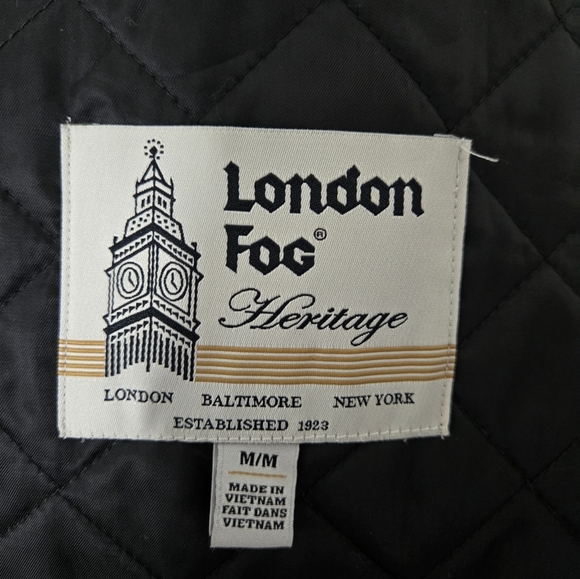 London
Fog®
Heritage
LONDON BALTIMORE NEW YORK
ESTABLISHED 1923
M/M
MADE IN
VIETNAM
FAIT DANS
VIETNAM